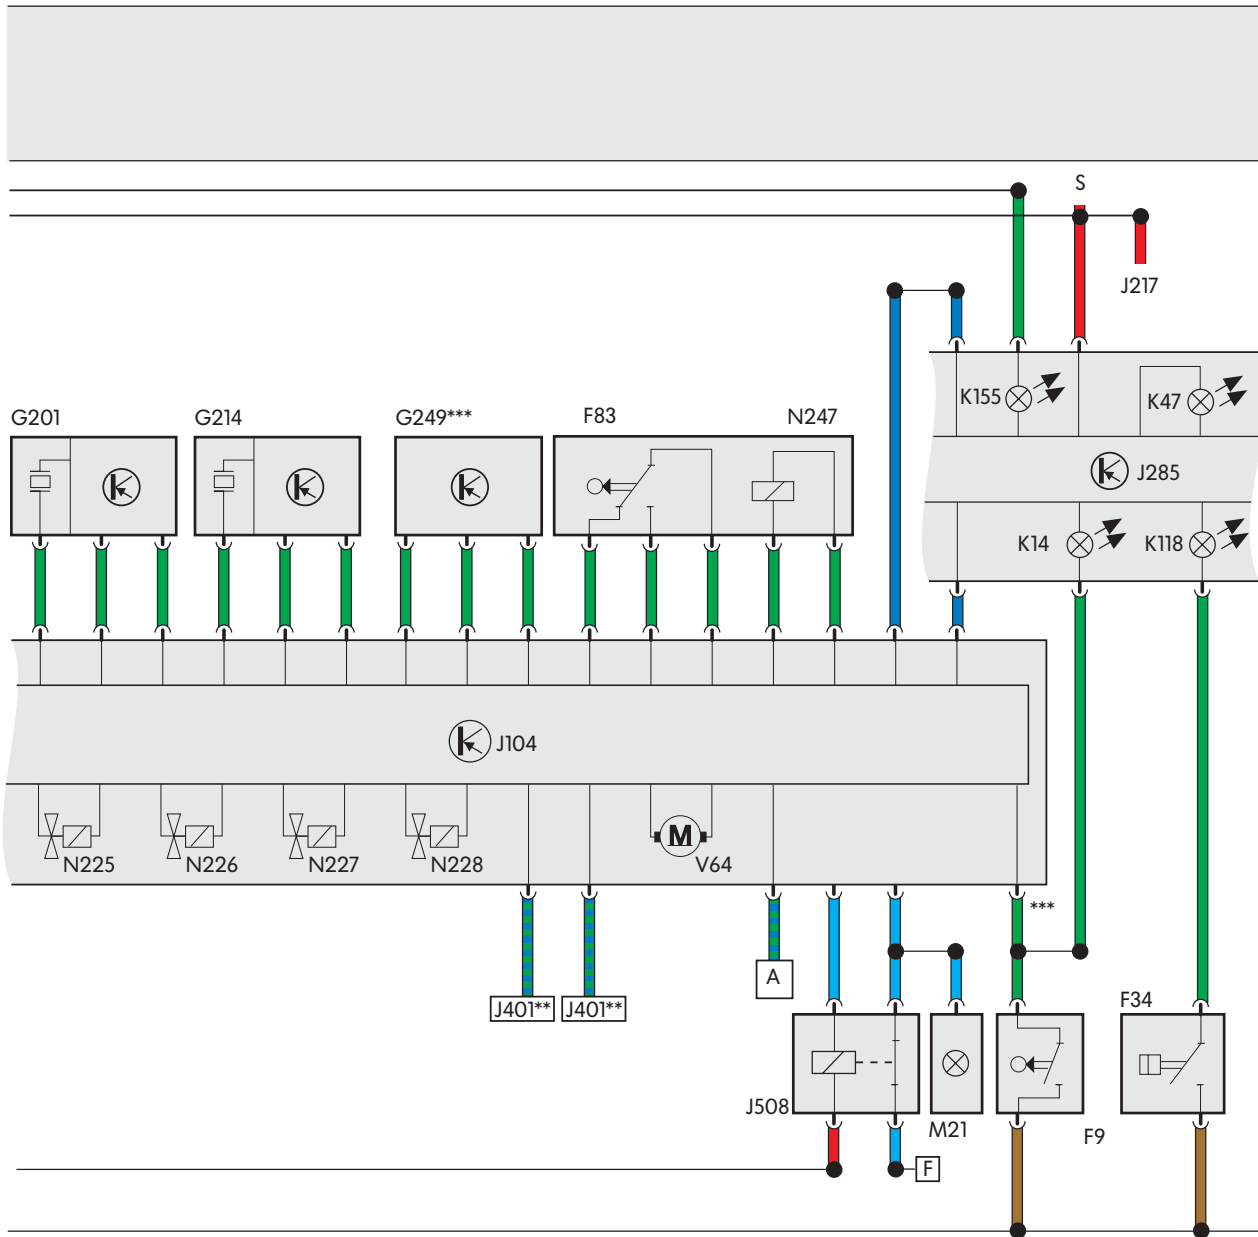 S
J217
K155
K47
G201
G214
G249***
F83
N247
J285
K14
K118
J104
M
N225
N226
N227
N228
V64
***
A
J401**
J401**
F34
J508
M21
F9
F